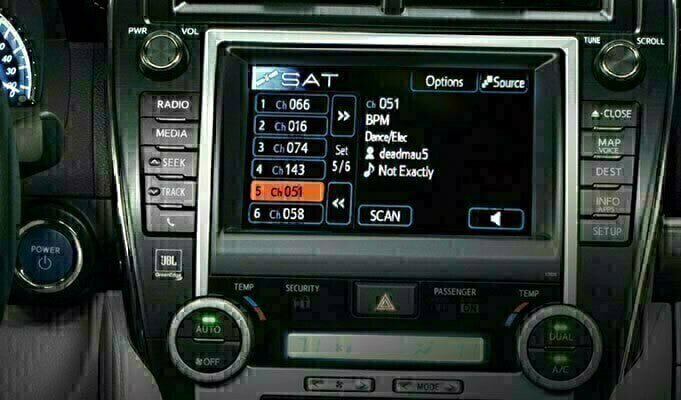 PWR VOL
TUNE SCROLL
SAT Options Source
1 Ch 066
2 Ch 016
3 Ch 074
4 Ch 143
5 Ch 051
6 Ch 058
Set
5/6
Ch 051
BPM
Dance/Elec
deadmau5
Not Exactly
SCAN
RADIO
MEDIA
SEEK
TRACK
CLOSE
MAP
VOICE
DEST
INFO
APPS
SETUP
POWER
JBL
GreenEdge
TEMP SECURITY PASSENGER TEMP
ON
AUTO
OFF
DUAL
A/C
MODE